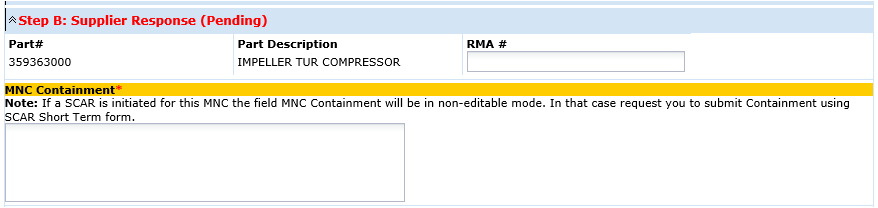 Step B: Supplier Response (Pending)
Part# Part Description RMA #
359363000 IMPELLER TUR COMPRESSOR
MNC Containment*
Note: If a SCAR is initiated for this MNC the field MNC Containment will be in non-editable mode. In that case request you to submit Containment using
SCAR Short Term form.